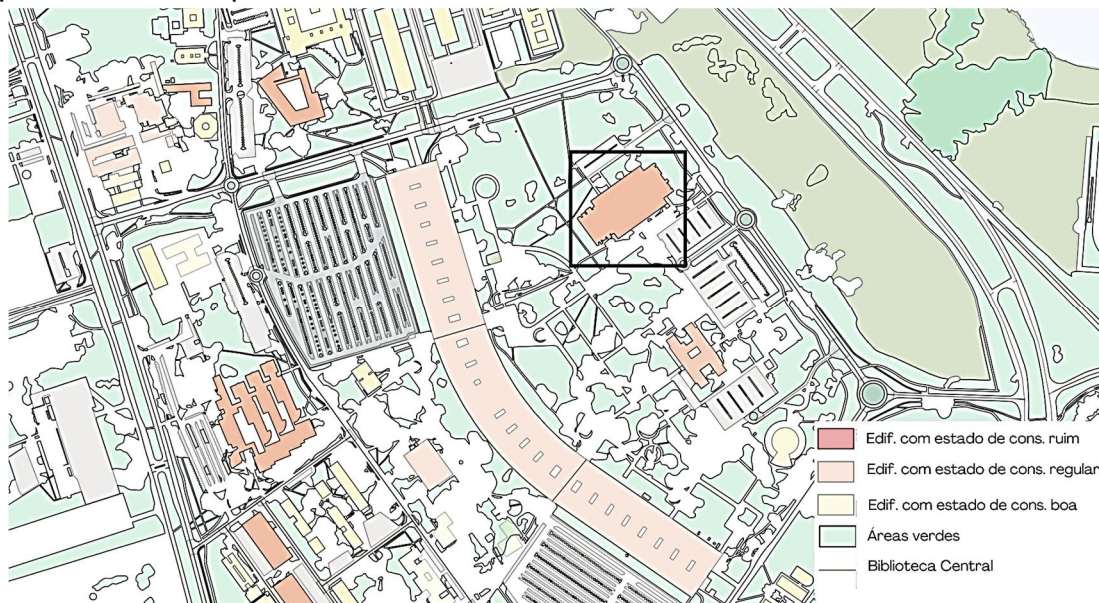 Edif. com estado de cons. ruim
Edif. com estado de cons. regular
Edif. com estado de cons. boa
Áreas verdes
Biblioteca Central